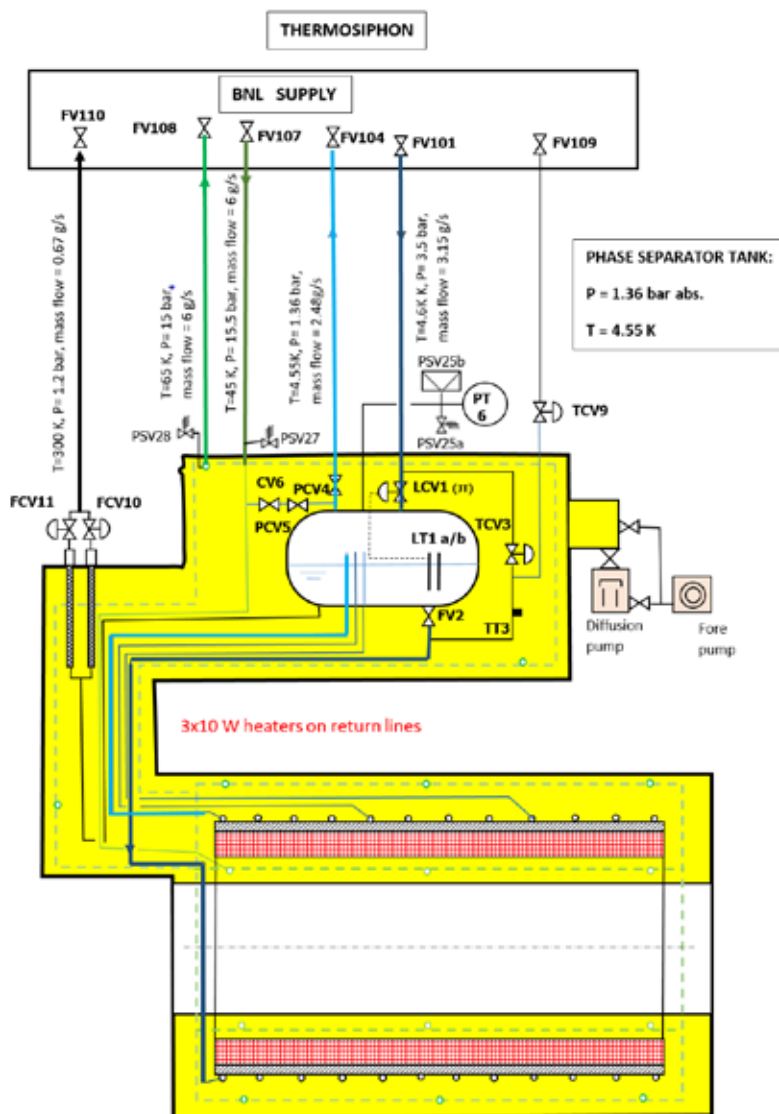 THERMOSIPHON
BNL SUPPLY
FV110
FV108
FV107
FV104
FV101
FV109
T=300 K, P= 1.2 bar, mass flow = 0.67 g/s
T=65 K, P= 15 bar,
mass flow = 6 g/s
T=45 K, P= 15.5 bar, mass flow = 6 g/s
T=4.55K, P= 1.36 bar,
mass flow = 2.48g/s
T=4.6K K, P= 3.5 bar,
mass flow = 3.15 g/s
PHASE SEPARATOR TANK:
P = 1.36 bar abs.
T = 4.55 K
PSV25b
PT
6
PSV25a
TCV9
PSV28
PSV27
FCV11
FCV10
CV6
PCV4
PCV5
LCV1 (JT)
LT1 a/b
TCV3
FV2
TT3
Diffusion
pump
Fore
pump
3x10 W heaters on return lines